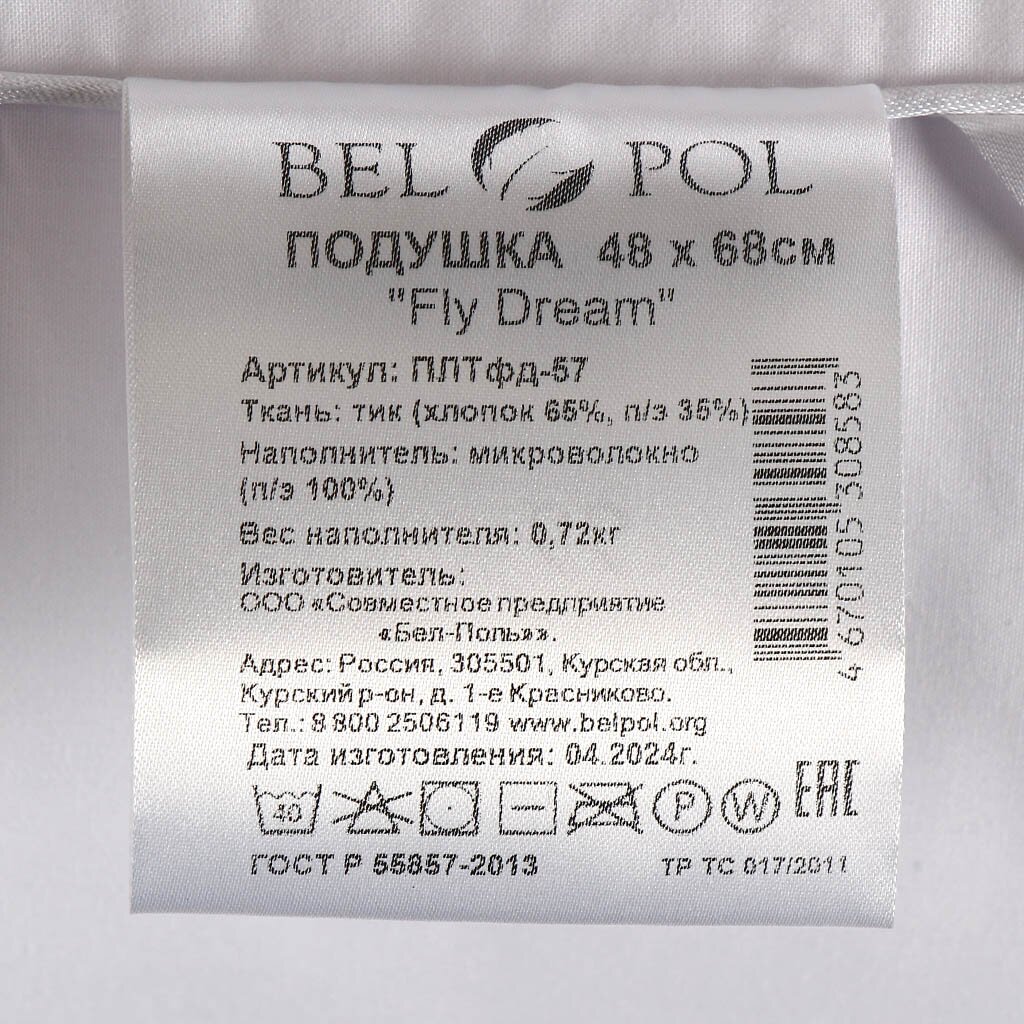 BEL POL
ПОДУШКА 48 x 68см
"Fly Dream"
Артикул: ПЛТфд-57
Ткань: тик (хлопок 65%, п/э 35%)
Наполнитель: микроволокно
(п/э 100%)
Вес наполнителя: 0,72кг
Изготовитель:
ООО «Совместное предприятие
«Бел-Поль»».
Адрес: Россия, 305501, Курская обл.,
Курский р-он, д. 1-е Красниково.
Тел.: 8 800 2506119 www.belpol.org
Дата изготовления: 04.2024г.
40 P W EAC
ГОСТ Р 55857-2013 ТР ТС 017/2011
4 670105 308583